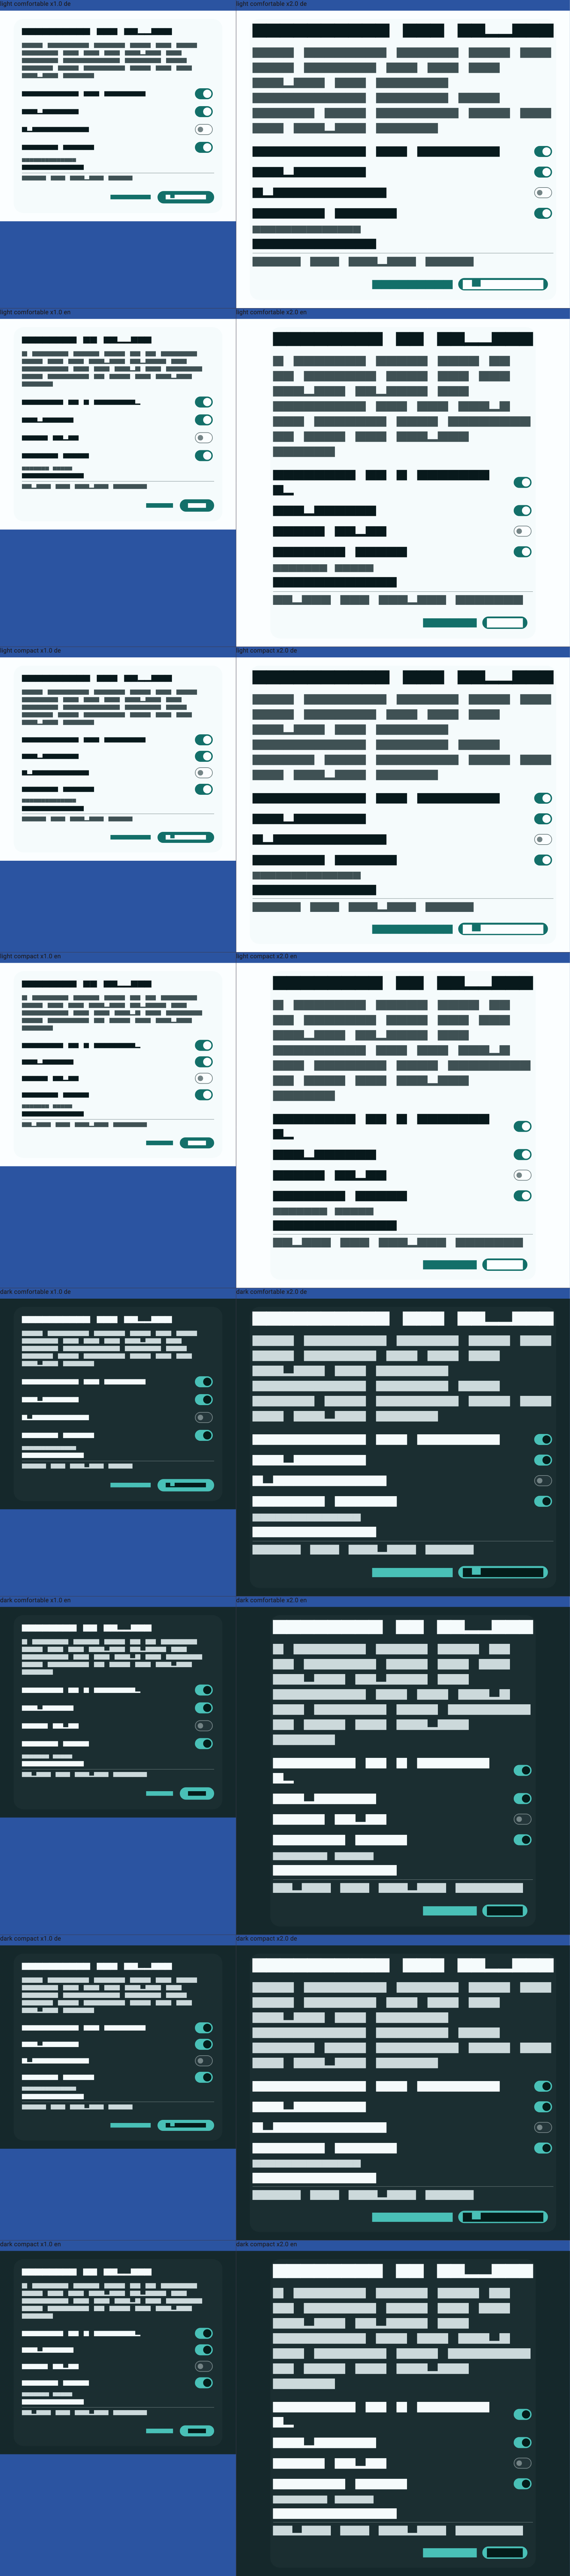 light comfortable x1.0 de
light comfortable x2.0 de
light comfortable x1.0 en
light comfortable x2.0 en
light compact x1.0 de
light compact x2.0 de
light compact x1.0 en
light compact x2.0 en
dark comfortable x1.0 de
dark comfortable x2.0 de
dark comfortable x1.0 en
dark comfortable x2.0 en
dark compact x1.0 de
dark compact x2.0 de
dark compact x1.0 en
dark compact x2.0 en